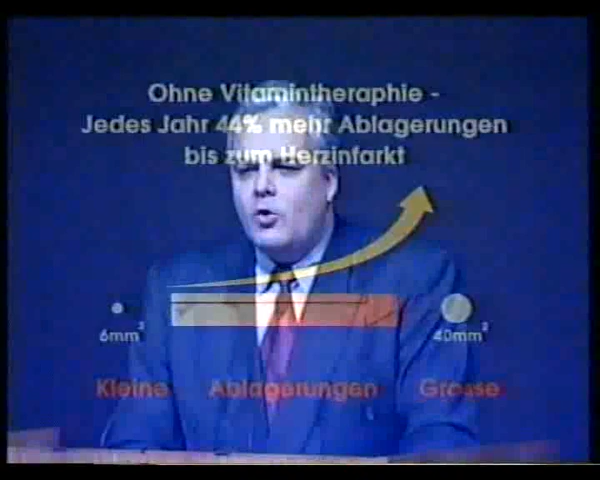 Ohne Vitamintheraphie -
Jedes Jahr 44% mehr Ablagerungen
bis zum Herzinfarkt
6mm² 40mm²
Kleine Ablagerungen Grosse